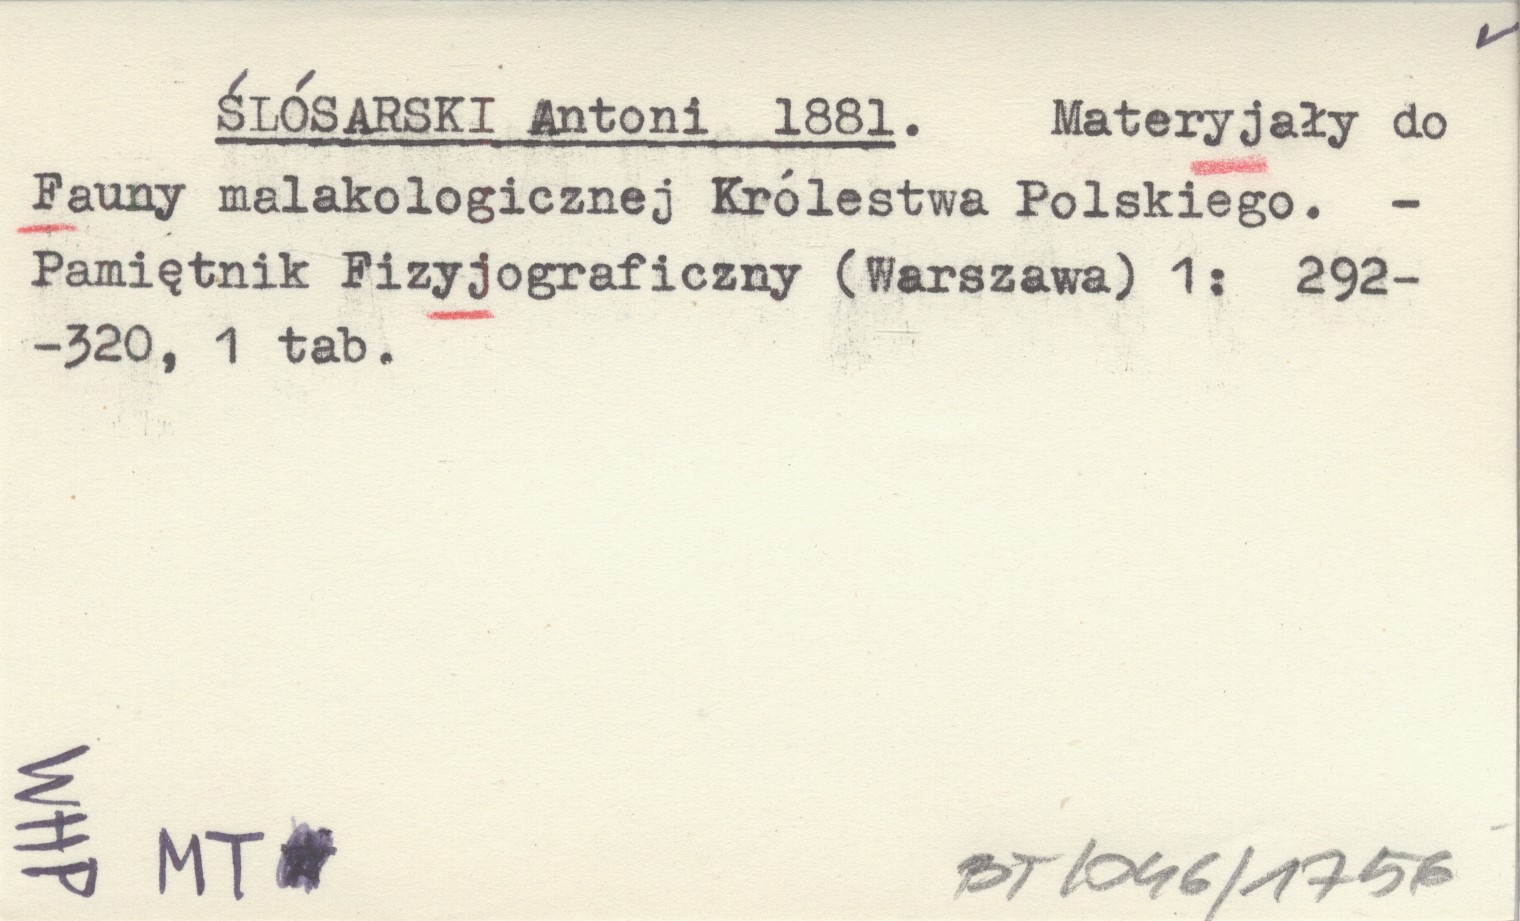 ŚLÓSARSKI Antoni 1881. Materyjały do
Fauny malakologicznej Królestwa Polskiego. -
Pamiętnik Fizyjograficzny (Warszawa) 1: 292-
-320, 1 tab.
WHP
MT
BT/046/1756